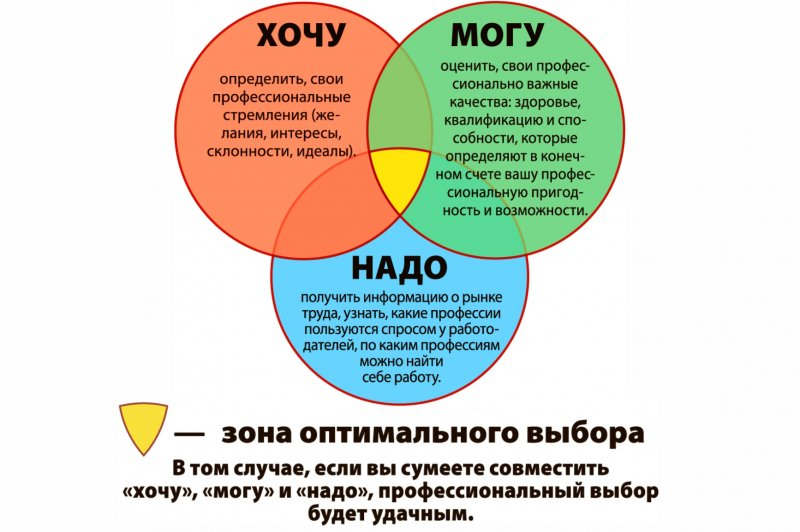 ХОЧУ
определить, свои
профессиональные
стремления (же-
лания, интересы,
склонности, идеалы).
МОГУ
оценить, свои профес-
сионально важные
качества: здоровье,
квалификацию и спо-
собности, которые
определяют в конеч-
ном счете вашу профес-
сиональную пригод-
ность и возможности.
НАДО
получить информацию о рынке
труда, узнать, какие профессии
пользуются спросом у работо-
дателей, по каким профессиям
можно найти
себе работу.
— зона оптимального выбора
В том случае, если вы сумеете совместить
«хочу», «могу» и «надо», профессиональный выбор
будет удачным.